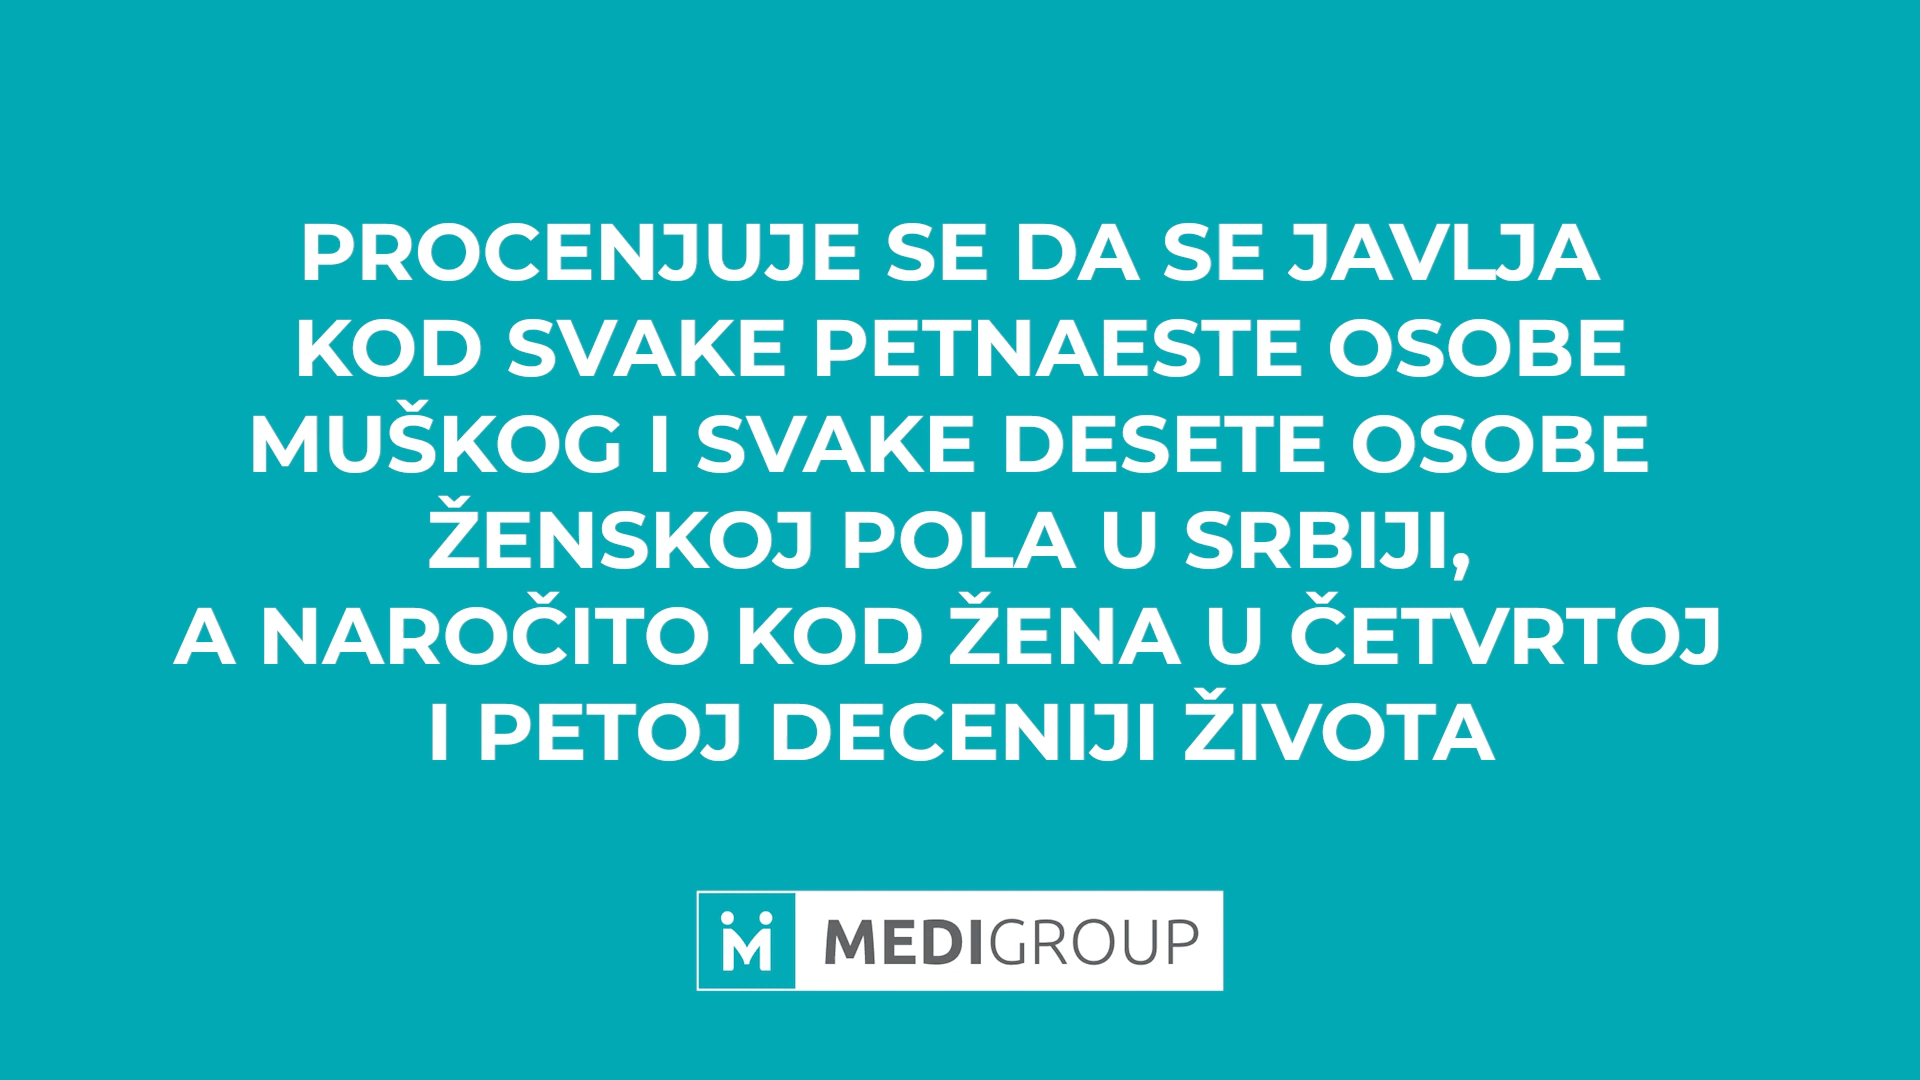 PROCENJUJE SE DA SE JAVLJA
KOD SVAKE PETNAESTE OSOBE
MUŠKOG I SVAKE DESETE OSOBE
ŽENSKOJ POLA U SRBIJI,
A NAROČITO KOD ŽENA U ČETVRTOJ
I PETOJ DECENIJI ŽIVOTA
MEDIGROUP